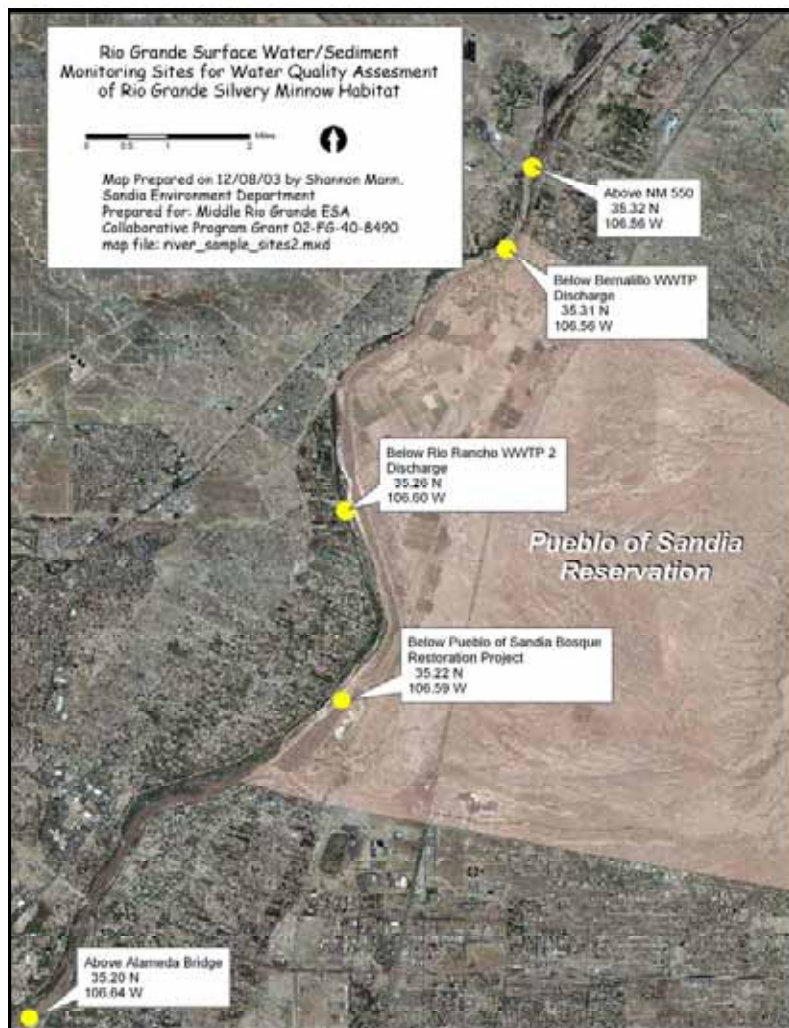 Rio Grande Surface Water/Sediment
Monitoring Sites for Water Quality Assesment
of Rio Grande Silvery Minnow Habitat
0 0.5 1 2 Miles
Map Prepared on 12/08/03 by Shannon Mann.
Sandia Environment Department
Prepared for: Middle Rio Grande ESA
Collaborative Program Grant 02-FG-40-8490
map file: river_sample_sites2.mxd
Above NM 550
35.32 N
106.56 W
Below Bernalillo WWTP
Discharge
35.31 N
106.56 W
Below Rio Rancho WWTP 2
Discharge
35.26 N
106.60 W
Pueblo of Sandia
Reservation
Below Pueblo of Sandia Bosque
Restoration Project
35.22 N
106.59 W
Above Alameda Bridge
35.20 N
106.64 W